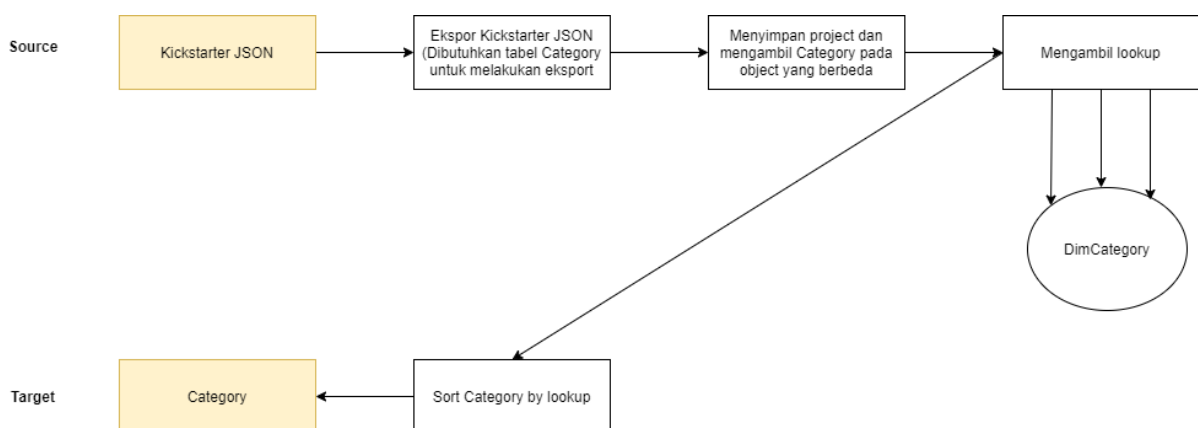 Source
Kickstarter JSON
Ekspor Kickstarter JSON
(Dibutuhkan tabel Category
untuk melakukan eksport
Menyimpan project dan
mengambil Category pada
object yang berbeda
Mengambil lookup
DimCategory
Target
Category
Sort Category by lookup